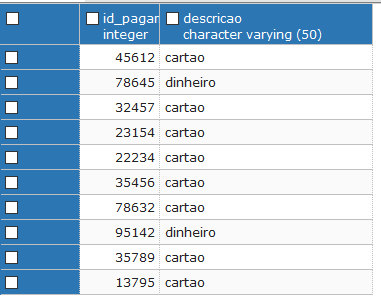 id_pagar descricao
integer character varying (50)
45612 cartao
78645 dinheiro
32457 cartao
23154 cartao
22234 cartao
35456 cartao
78632 cartao
95142 dinheiro
35789 cartao
13795 cartao